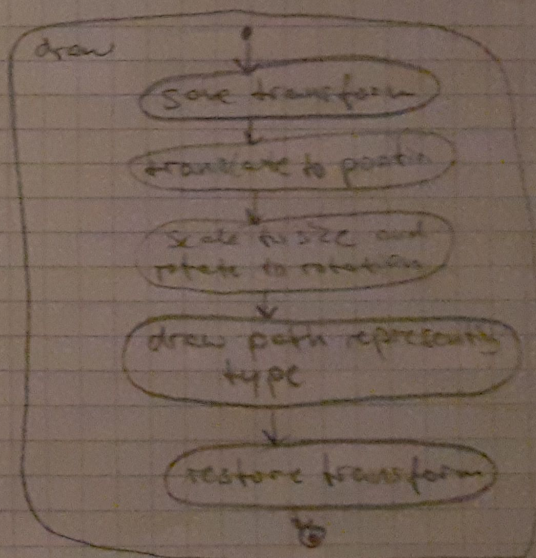 draw
save transform
translate to position
scale to size and
rotate to rotation
draw path representing
type
restore transform